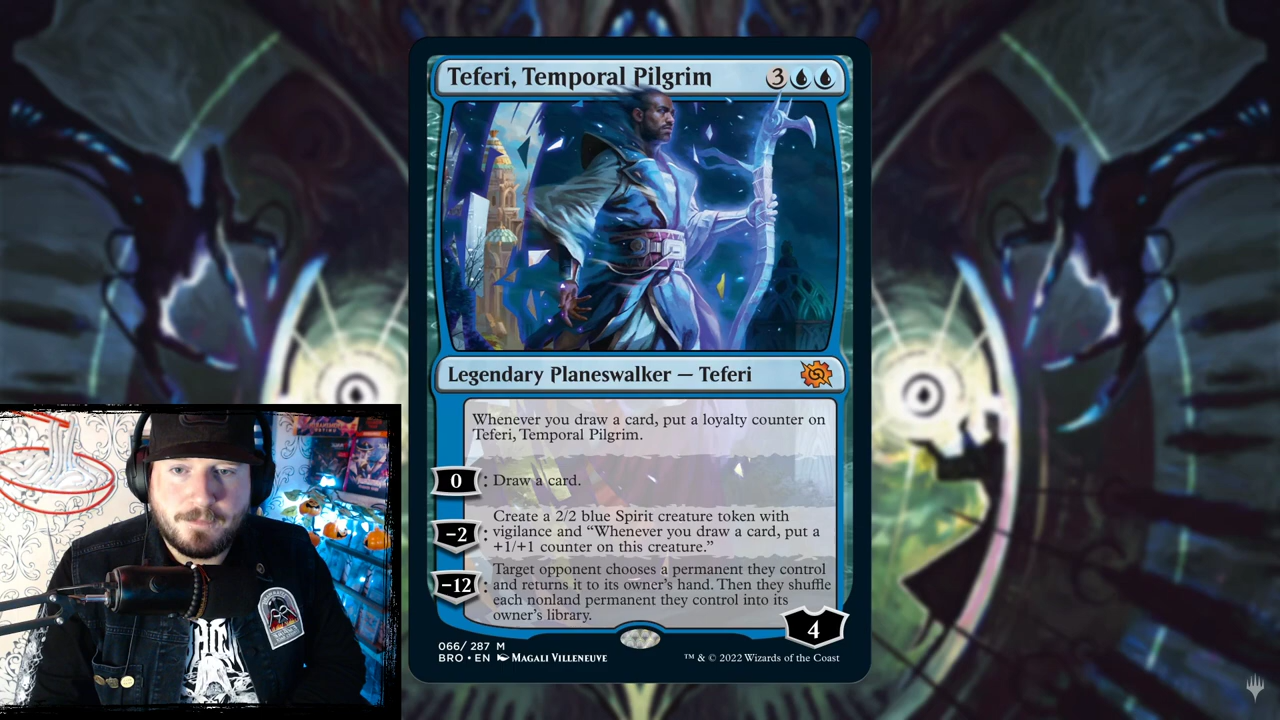 Teferi, Temporal Pilgrim 3
Legendary Planeswalker — Teferi
Whenever you draw a card, put a loyalty counter on
Teferi, Temporal Pilgrim.
0 : Draw a card.
Create a 2/2 blue Spirit creature token with
−2 : vigilance and “Whenever you draw a card, put a
+1/+1 counter on this creature.”
Target opponent chooses a permanent they control
−12 : and returns it to its owner's hand. Then they shuffle
each nonland permanent they control into its
owner's library.
4
066/ 287 M
BRO • EN Magali Villeneuve
™ & © 2022 Wizards of the Coast